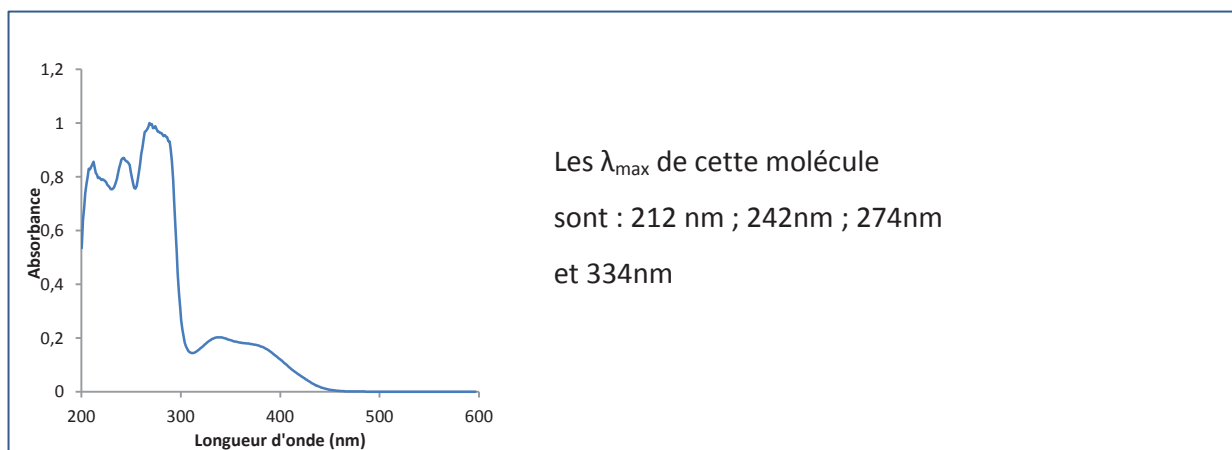 1,2
1
0,8
0,6
0,4
0,2
0
Absorbance
200 300 400 500 600
Longueur d'onde (nm)
Les λmax de cette molécule
sont : 212 nm ; 242nm ; 274nm
et 334nm